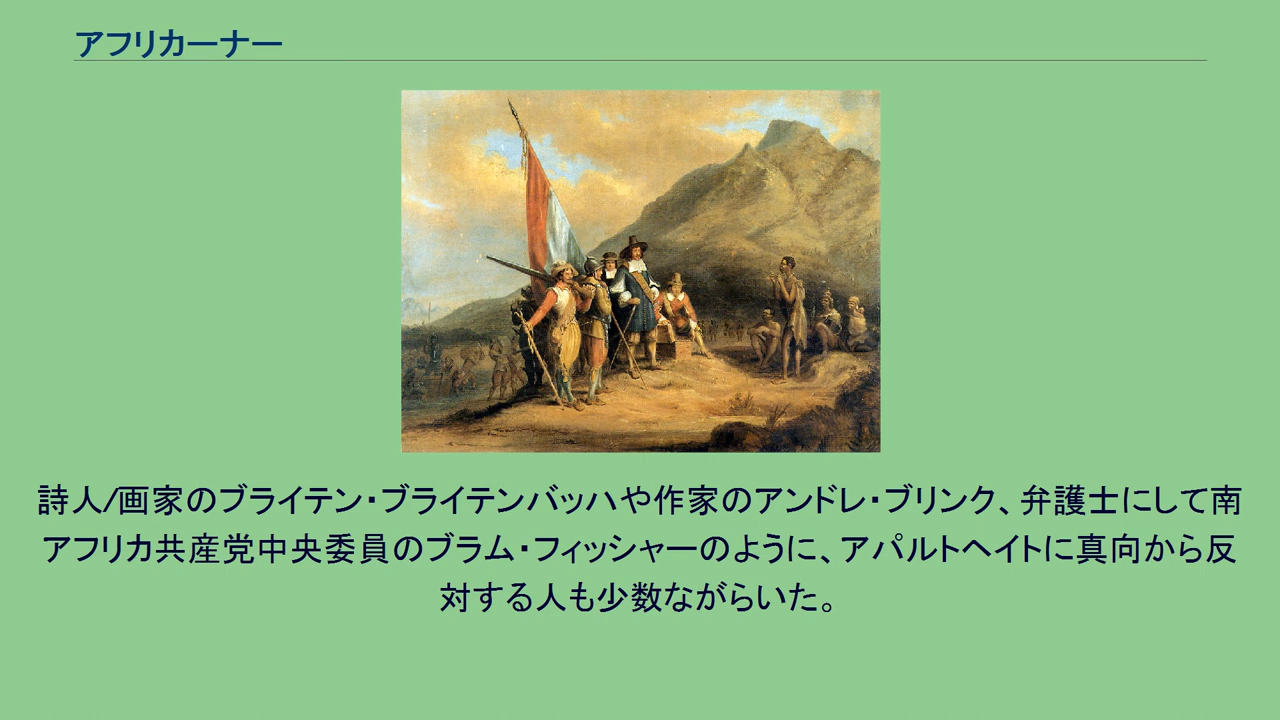 アフリカーナー
詩人/画家のブライテン・ブライテンバッハや作家のアンドレ・ブリンク、弁護士にして南
アフリカ共産党中央委員のブラム・フィッシャーのように、アパルトヘイトに真向から反
対する人も少数ながらいた。